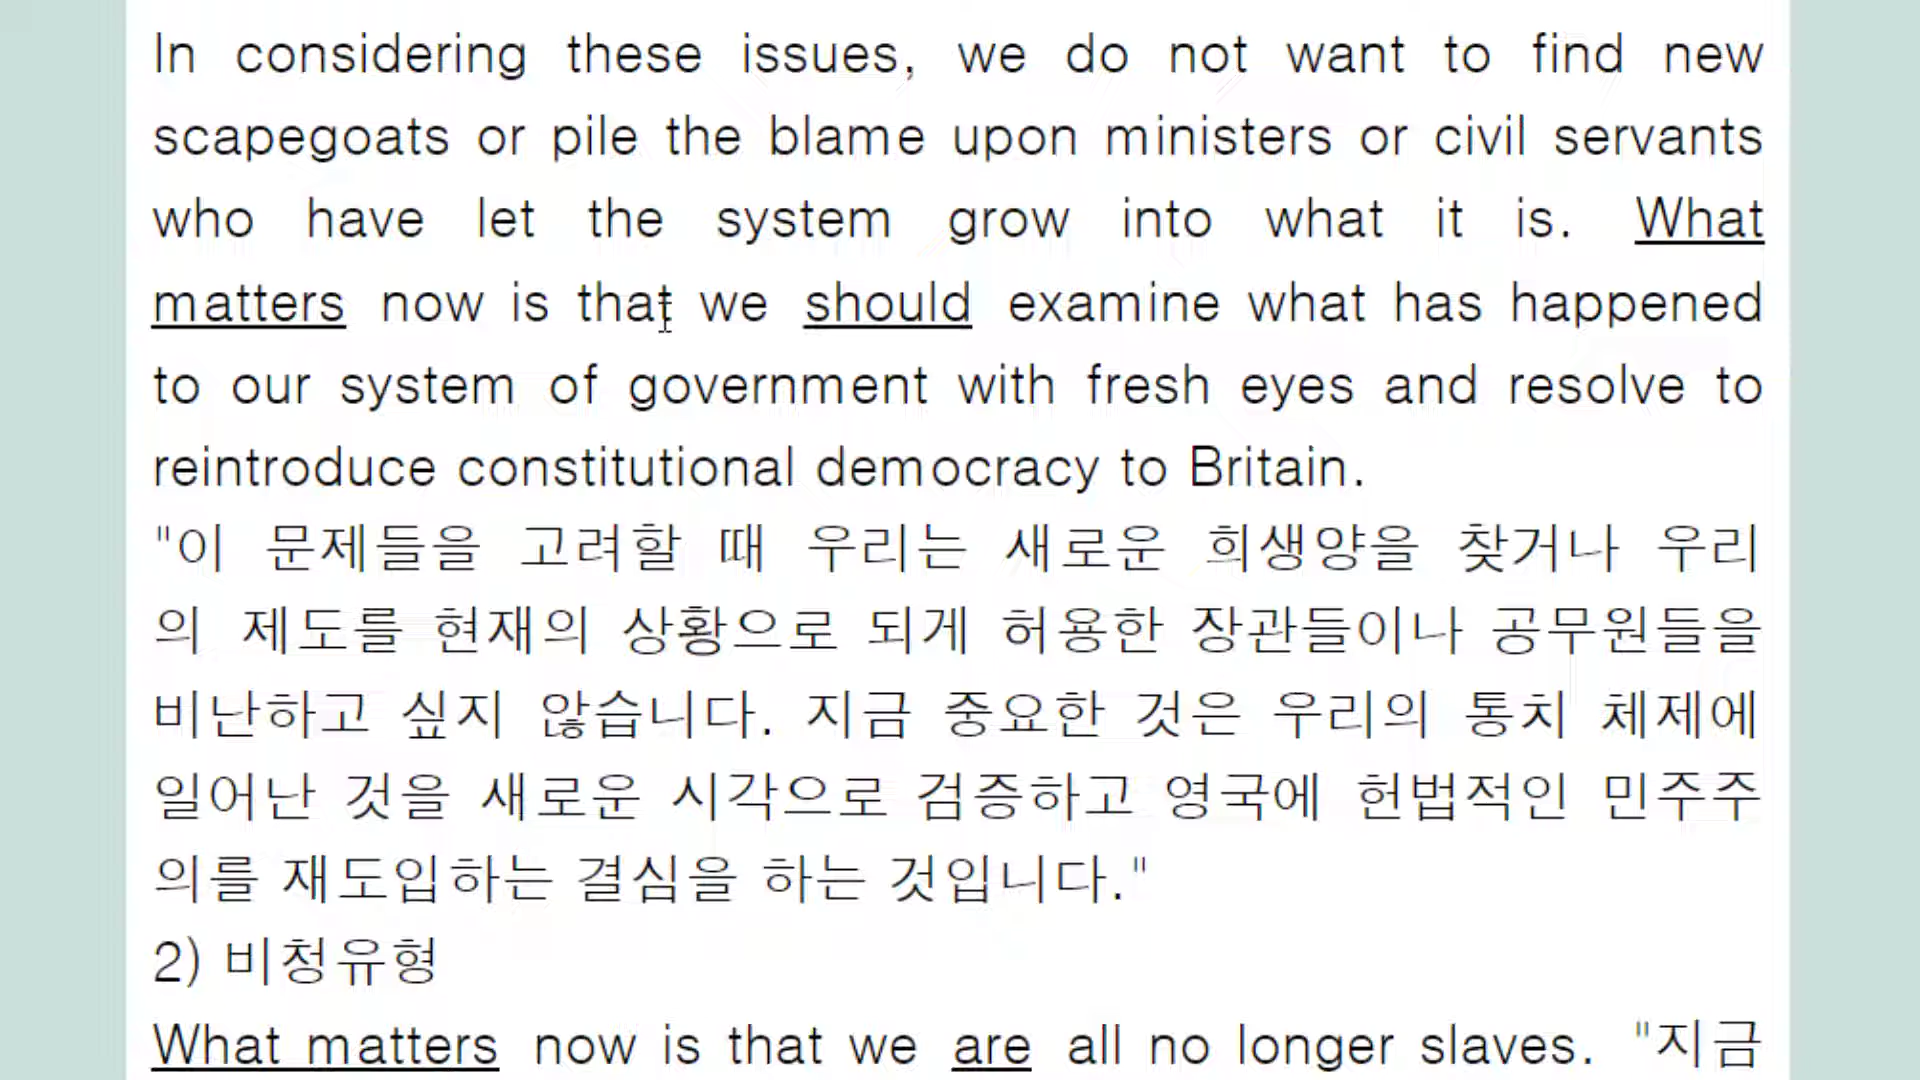 In considering these issues, we do not want to find new
scapegoats or pile the blame upon ministers or civil servants
who have let the system grow into what it is. What
matters now is that we should examine what has happened
to our system of government with fresh eyes and resolve to
reintroduce constitutional democracy to Britain.
"이 문제들을 고려할 때 우리는 새로운 희생양을 찾거나 우리
의 제도를 현재의 상황으로 되게 허용한 장관들이나 공무원들을
비난하고 싶지 않습니다. 지금 중요한 것은 우리의 통치 체제에
일어난 것을 새로운 시각으로 검증하고 영국에 헌법적인 민주주
의를 재도입하는 결심을 하는 것입니다."
2) 비청유형
What matters now is that we are all no longer slaves. "지금